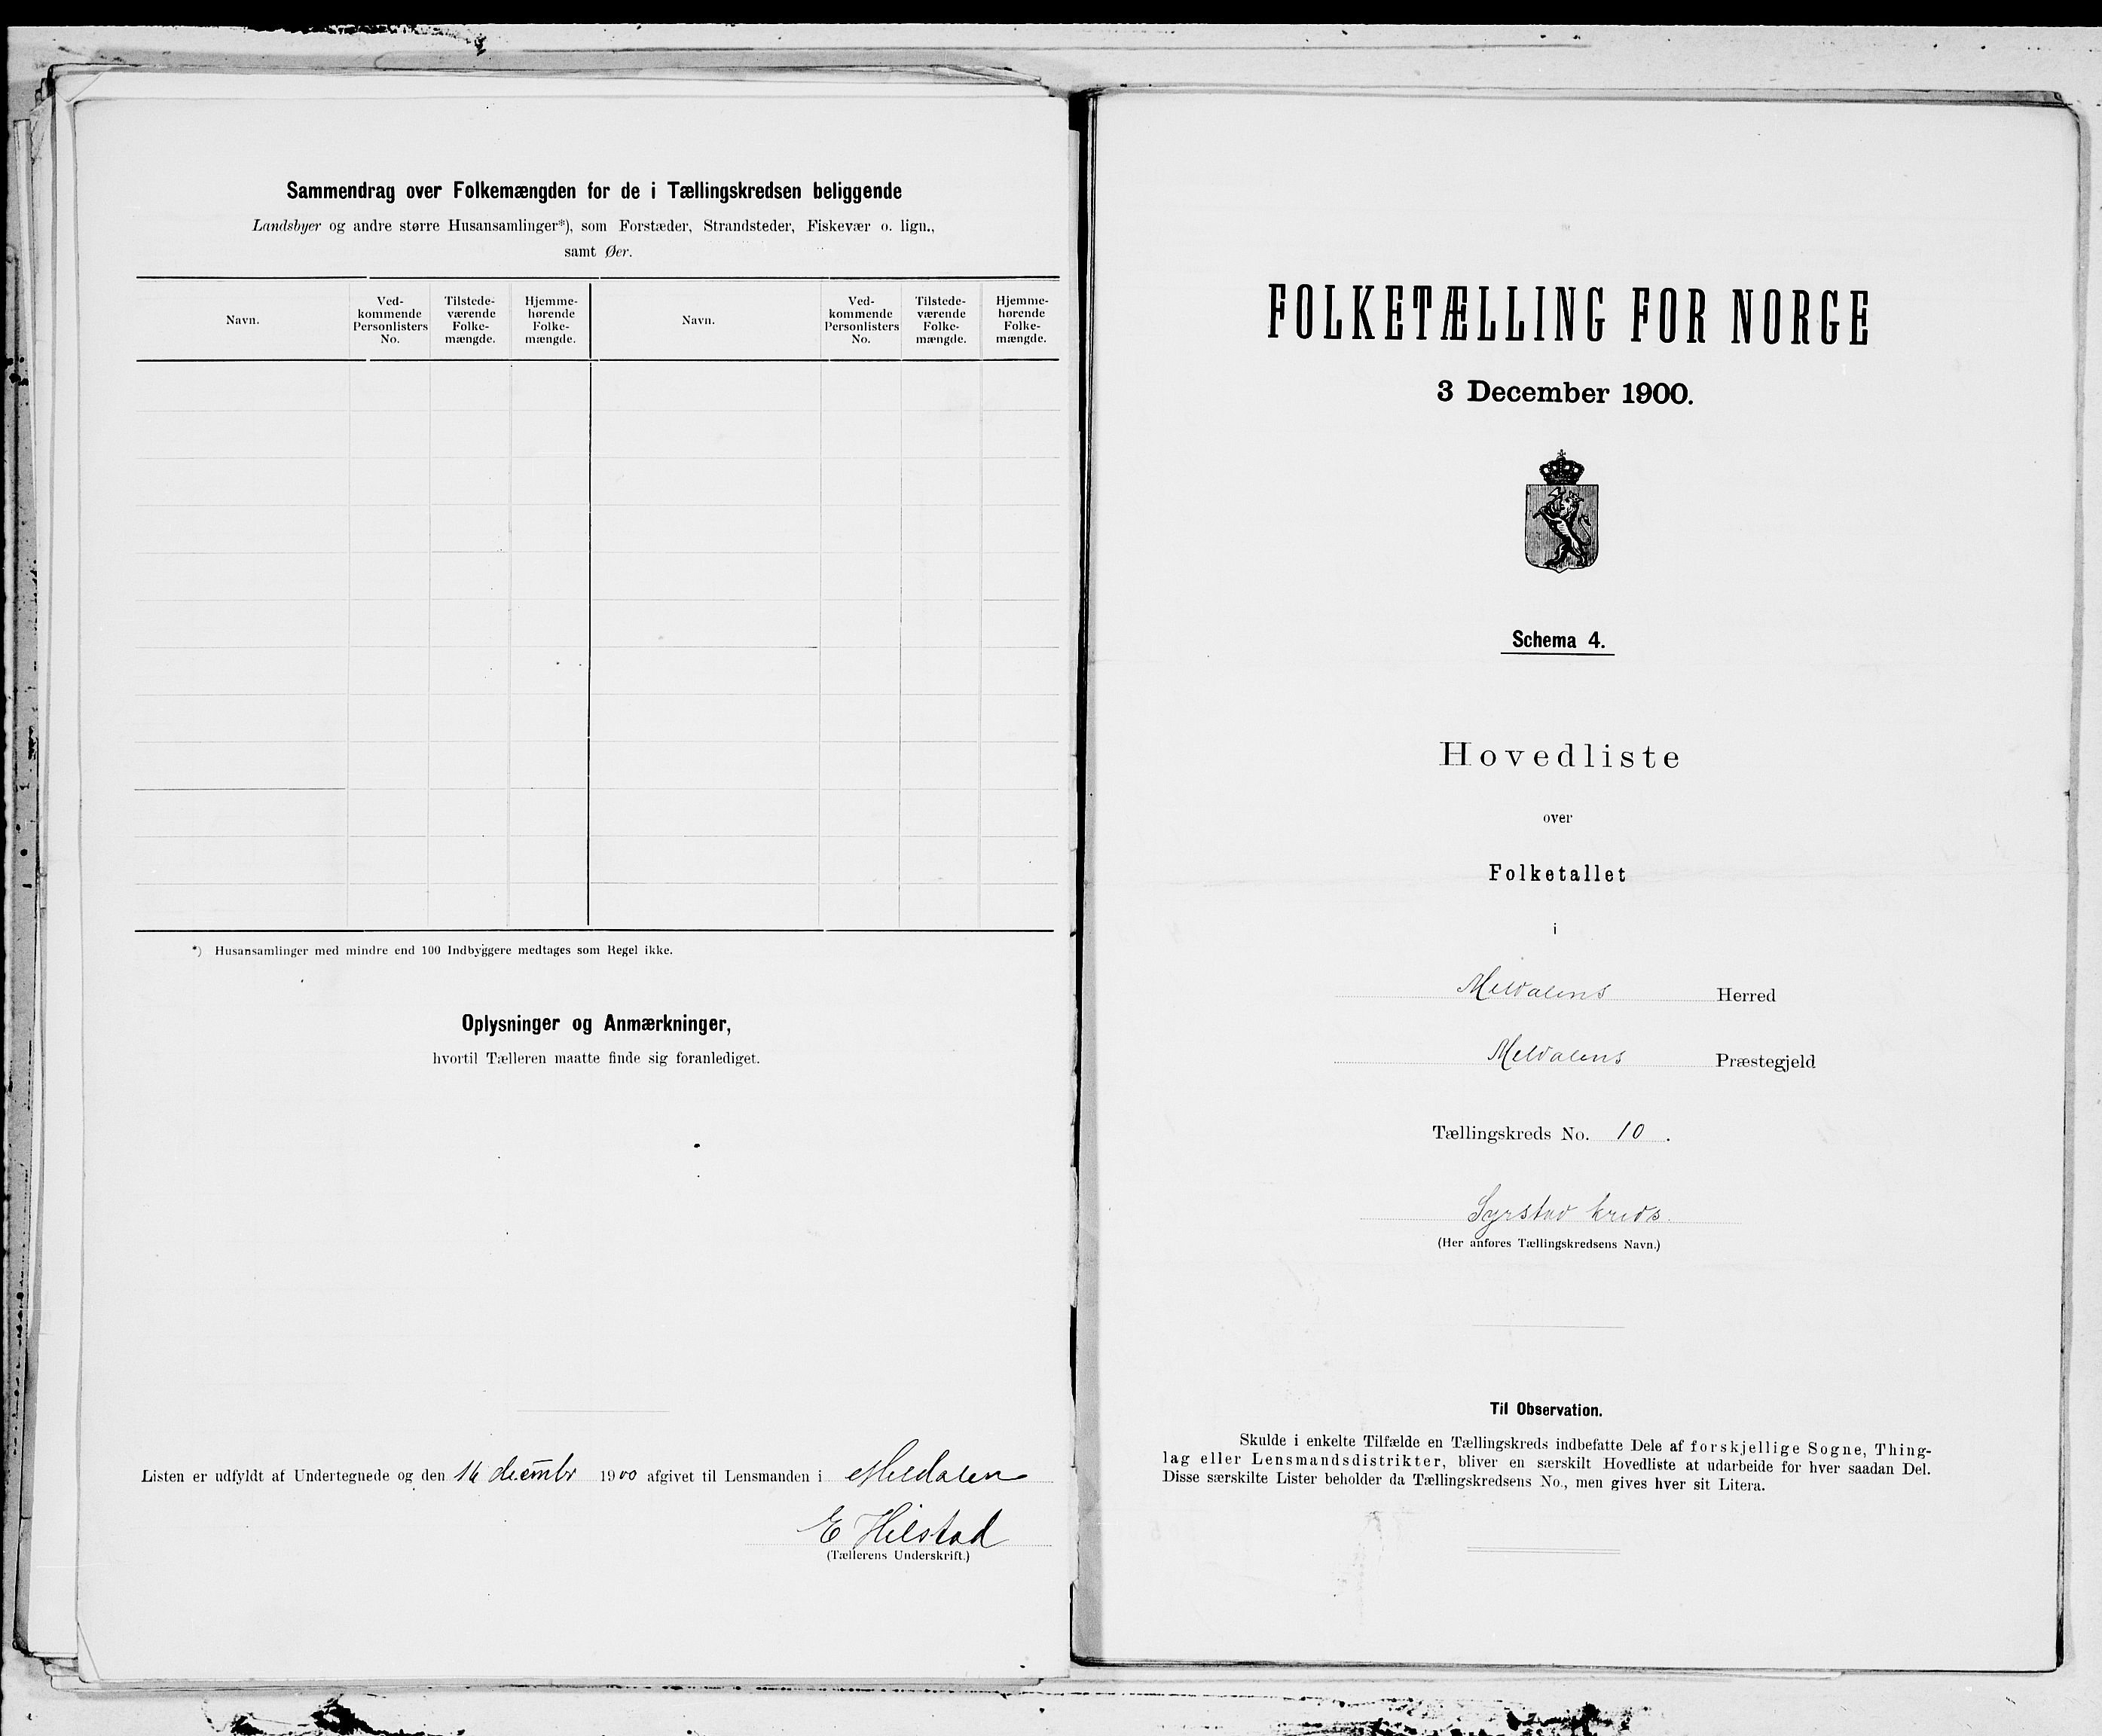 Sammendrag over Folkemængden for de i Tællingskredsen beliggende
Landsbyer og andre større Husansamlinger*), som Forstæder, Strandsteder, Fiskevær o. lign.,
samt Øer.
Navn.
Ved-
kommende
Personlisters
No.
Tilstede-
værende
Folke-
mængde.
Hjemme-
hørende
Folke-
mængde.
Navn.
Ved-
kommende
Personlisters
No.
Tilstede-
værende
Folke-
mængde.
Hjemme-
hørende
Folke-
mængde.
*) Husansamlinger med mindre end 100 Indbyggere medtages som Regel ikke.
Oplysninger og Anmærkninger,
hvortil Tælleren maatte finde sig foranlediget.
Listen er udfyldt af Undertegnede og den 1900 afgivet til Lensmanden i Meldalen
E Hilstad
(Tællerens Underskrift.)
FOLKETÆLLING FOR NORGE
3 December 1900.
Schema 4.
Hovedliste
over
Folketallet
i
Meldalens Herred
Meldalens Præstegjeld
Tællingskreds No. 10.
Syrstad kreds.
(Her anføres Tællingskredsens Navn.)
Til Observation.
Skulde i enkelte Tilfælde en Tællingskreds indbefatte Dele af forskjellige Sogne, Thing-
lag eller Lensmandsdistrikter, bliver en særskilt Hovedliste at udarbeide for hver saadan Del.
Disse særskilte Lister beholder da Tællingskredsens No., men gives hver sit Litera.